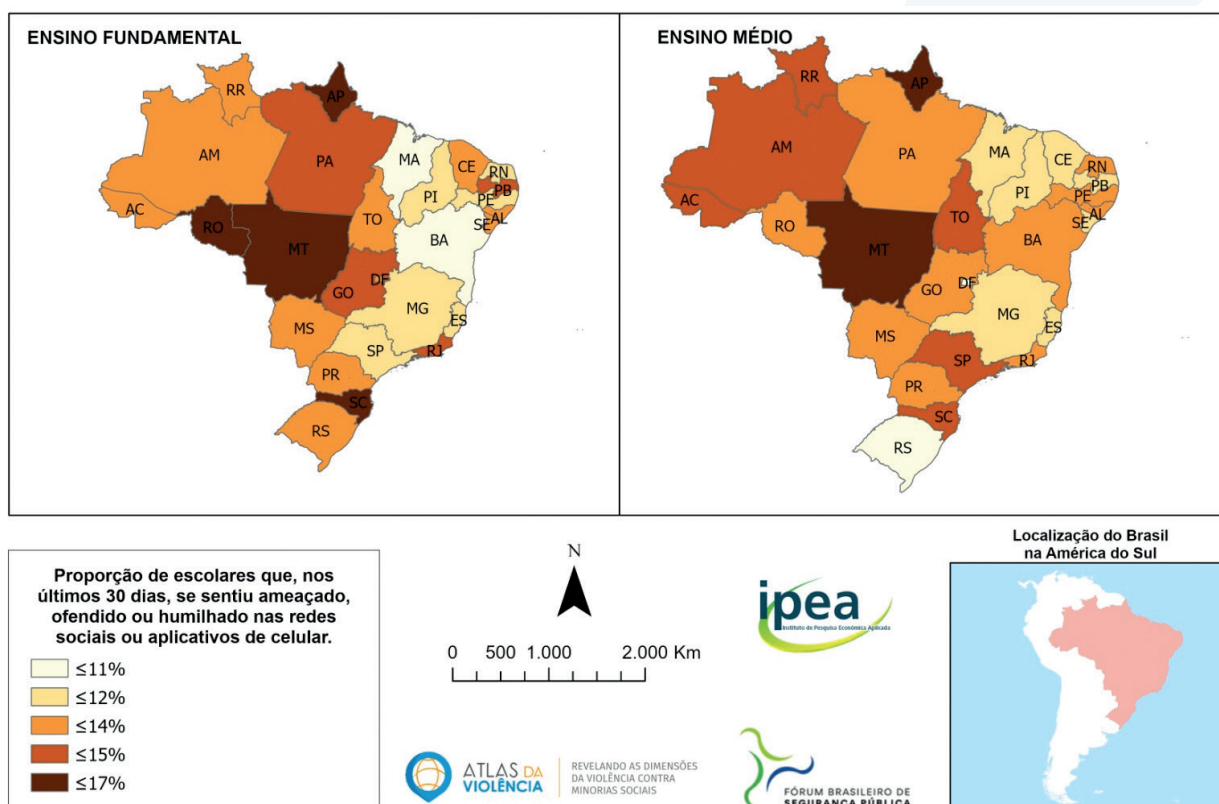 ENSINO FUNDAMENTAL
RR
AP
AM
PA
MA
CE
RN
PB
PI
PE
AC
TO
AL
SE
RO
BA
MT
DF
GO
MG
ES
MS
SP
RJ
PR
SC
RS
ENSINO MÉDIO
RR
AP
AM
PA
MA
CE
RN
PB
PI
PE
AC
TO
AL
SE
RO
BA
MT
DF
GO
MG
ES
MS
SP
RJ
PR
SC
RS
Proporção de escolares que, nos
últimos 30 dias, se sentiu ameaçado,
ofendido ou humilhado nas redes
sociais ou aplicativos de celular.
≤11%
≤12%
≤14%
≤15%
≤17%
N
0 500 1.000 2.000 Km
ipea
Instituto de Pesquisa Econômica Aplicada
ATLAS DA
VIOLÊNCIA
REVELANDO AS DIMENSÕES
DA VIOLÊNCIA CONTRA
MINORIAS SOCIAIS
FÓRUM BRASILEIRO DE
SEGURANÇA PÚBLICA
Localização do Brasil
na América do Sul